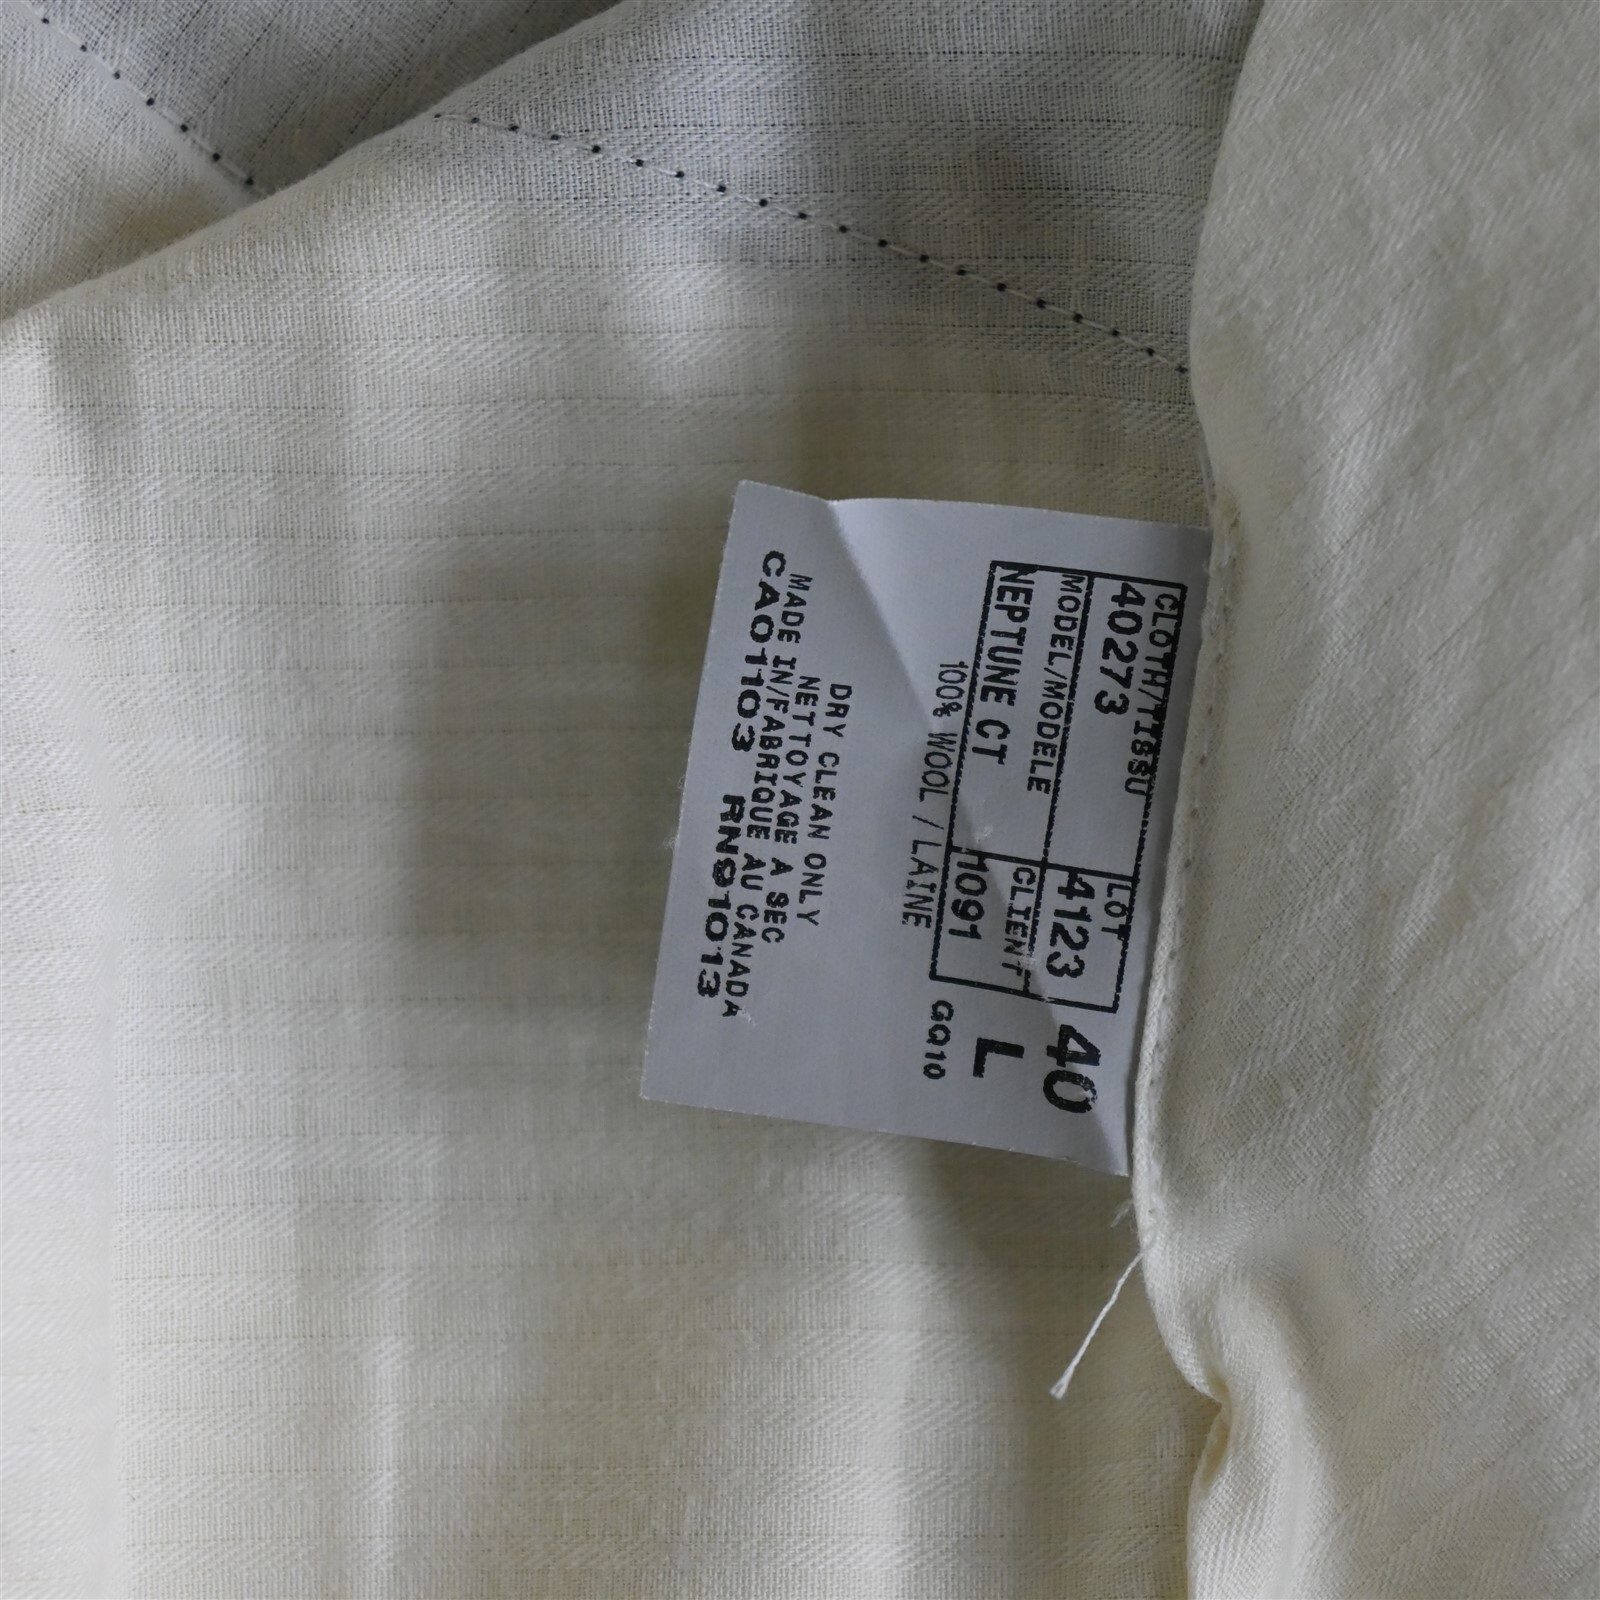 CLOTH/TISSU LOT
40273 4123 40
MODEL/MODELE CLIENT
NEPTUNE CT 1091 L
100% WOOL / LAINE GQ10
DRY CLEAN ONLY
NETTOYAGE A SEC
MADE IN/FABRIQUE AU CANADA
CA01103 RN91013